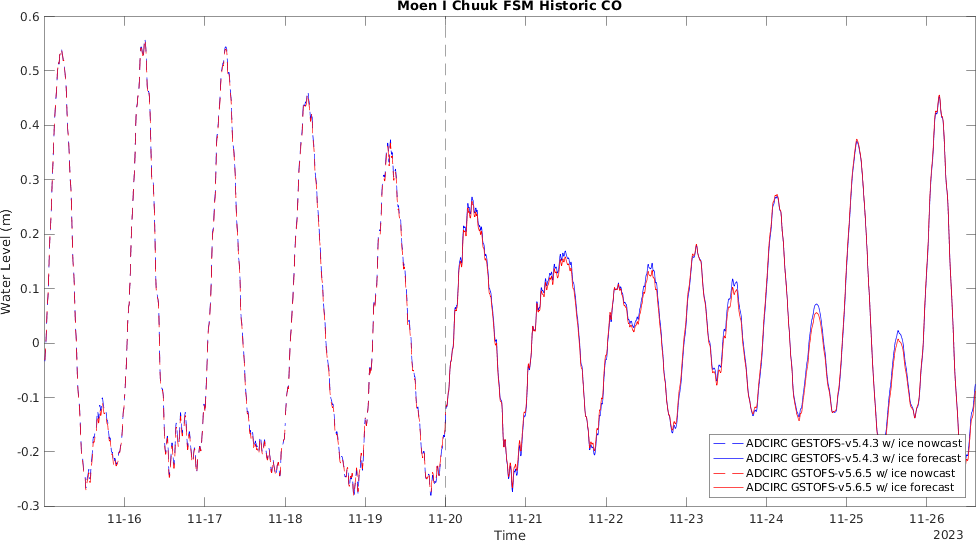 Moen I Chuuk FSM Historic CO
0.6
0.5
0.4
0.3
0.2
0.1
0
-0.1
-0.2
-0.3
Water Level (m)
11-16 11-17 11-18 11-19 11-20 11-21 11-22 11-23 11-24 11-25 11-26
2023
Time
ADCIRC GESTOFS-v5.4.3 w/ ice nowcast
ADCIRC GESTOFS-v5.4.3 w/ ice forecast
ADCIRC GSTOFS-v5.6.5 w/ ice nowcast
ADCIRC GSTOFS-v5.6.5 w/ ice forecast